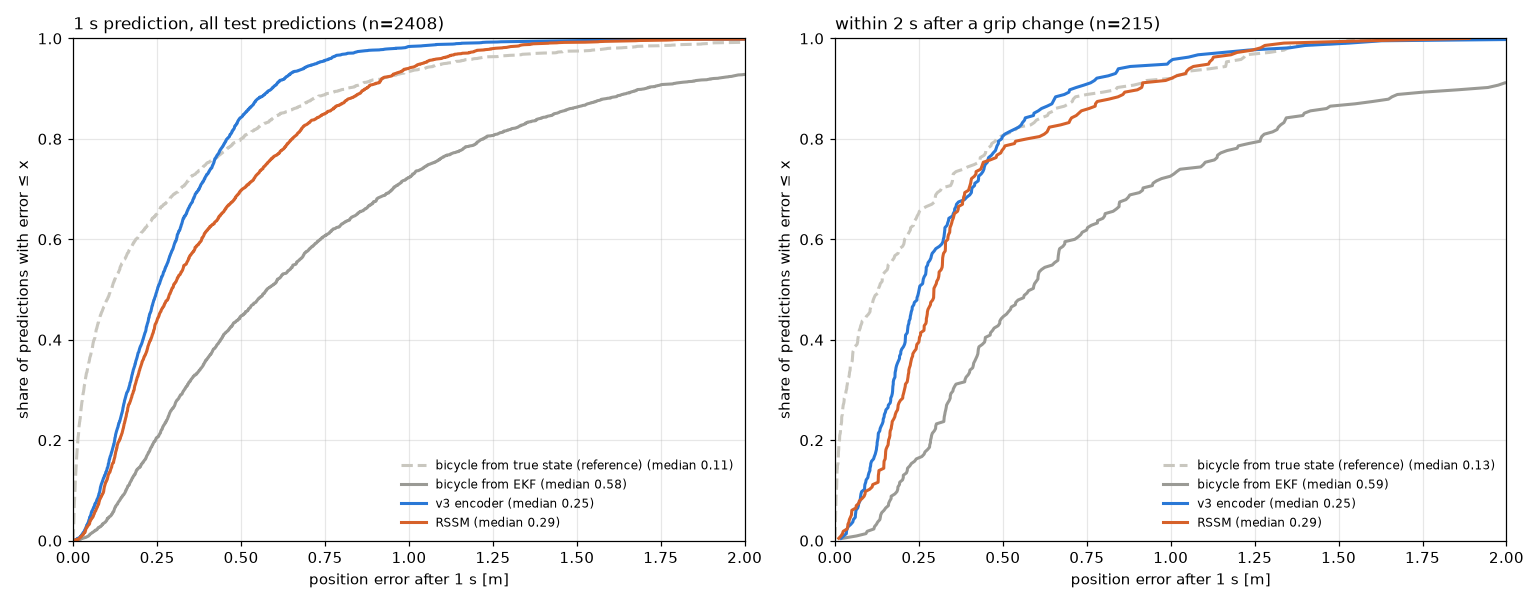 1 s prediction, all test predictions (n=2408)
share of predictions with error ≤ x
1.0
0.8
0.6
0.4
0.2
0.0
bicycle from true state (reference) (median 0.11)
bicycle from EKF (median 0.58)
v3 encoder (median 0.25)
RSSM (median 0.29)
0.00 0.25 0.50 0.75 1.00 1.25 1.50 1.75 2.00
position error after 1 s [m]
within 2 s after a grip change (n=215)
share of predictions with error ≤ x
1.0
0.8
0.6
0.4
0.2
0.0
bicycle from true state (reference) (median 0.13)
bicycle from EKF (median 0.59)
v3 encoder (median 0.25)
RSSM (median 0.29)
0.00 0.25 0.50 0.75 1.00 1.25 1.50 1.75 2.00
position error after 1 s [m]